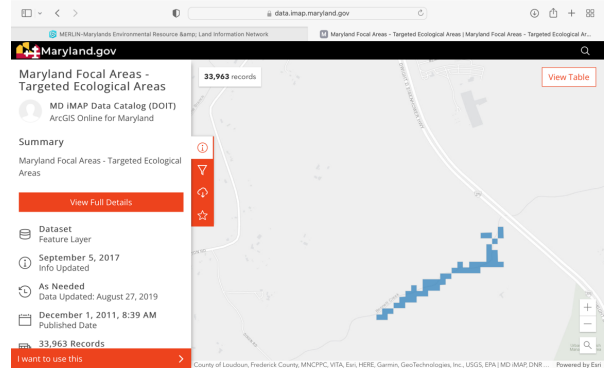 data.imap.maryland.gov
MERLIN-Marylands Environmental Resource &amp; Land Information Network
Maryland Focal Areas - Targeted Ecological Areas | Maryland Focal Areas - Targeted Ecological Ar...
Maryland.gov
Maryland Focal Areas -
Targeted Ecological Areas
MD iMAP Data Catalog (DOIT)
ArcGIS Online for Maryland
Summary
Maryland Focal Areas - Targeted Ecological
Areas
View Full Details
Dataset
Feature Layer
September 5, 2017
Info Updated
As Needed
Data Updated: August 27, 2019
December 1, 2011, 8:39 AM
Published Date
33,963 Records
I want to use this
33,963 records
View Table
County of Loudoun, Frederick County, MNCPPC, VITA, Esri, HERE, Garmin, GeoTechnologies, Inc., USGS, EPA | MD iMAP, DNR ...
Powered by Esri